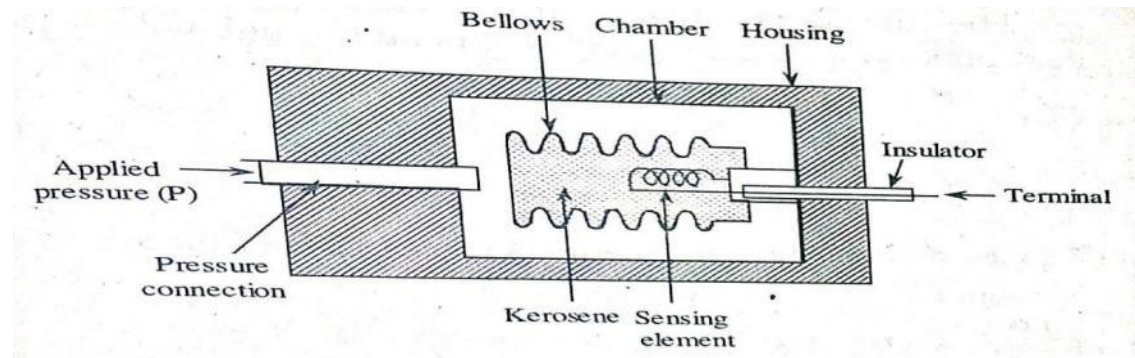 Bellows
Chamber
Housing
Applied
pressure (P)
Insulator
Terminal
Pressure
connection
Kerosene
Sensing
element